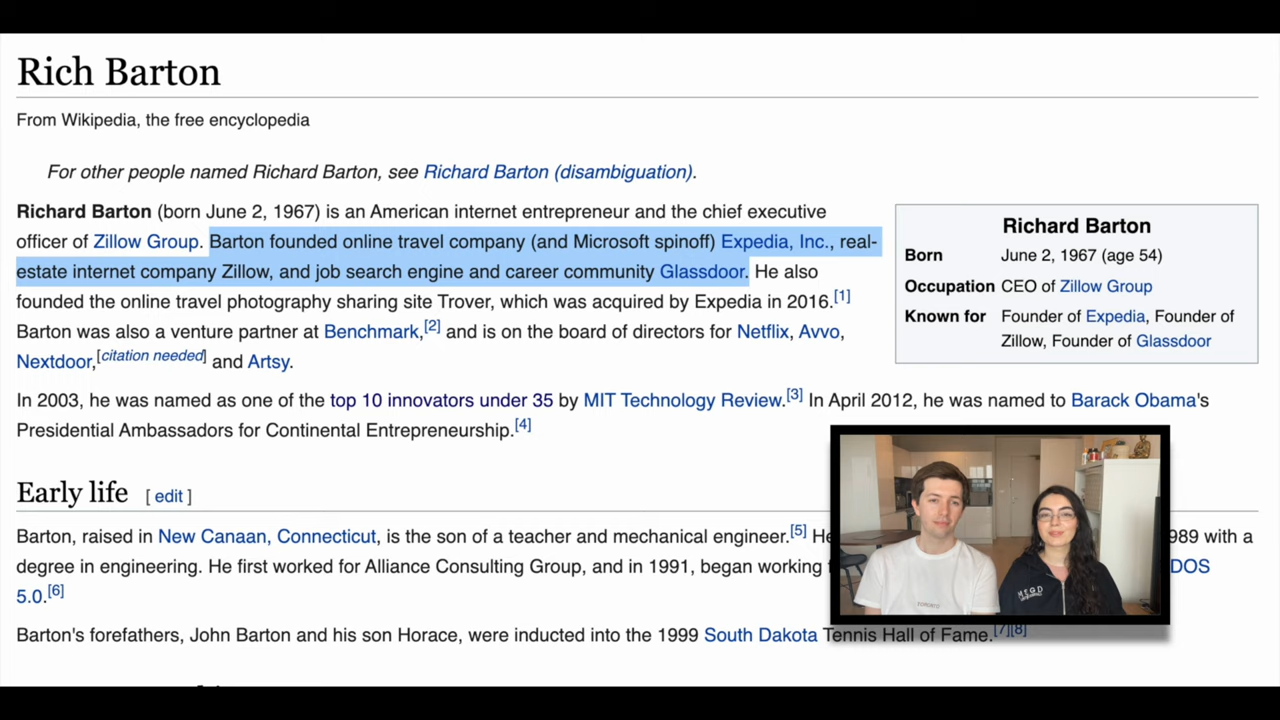 Rich Barton
From Wikipedia, the free encyclopedia
For other people named Richard Barton, see Richard Barton (disambiguation).
Richard Barton (born June 2, 1967) is an American internet entrepreneur and the chief executive
officer of Zillow Group. Barton founded online travel company (and Microsoft spinoff) Expedia, Inc., real-
estate internet company Zillow, and job search engine and career community Glassdoor. He also
founded the online travel photography sharing site Trover, which was acquired by Expedia in 2016.[1]
Barton was also a venture partner at Benchmark,[2] and is on the board of directors for Netflix, Avvo,
Nextdoor,[citation needed] and Artsy.
Richard Barton
Born June 2, 1967 (age 54)
Occupation CEO of Zillow Group
Known for Founder of Expedia, Founder of
Zillow, Founder of Glassdoor
In 2003, he was named as one of the top 10 innovators under 35 by MIT Technology Review.[3] In April 2012, he was named to Barack Obama's
Presidential Ambassadors for Continental Entrepreneurship.[4]
Early life [ edit ]
Barton, raised in New Canaan, Connecticut, is the son of a teacher and mechanical engineer.[5] He 989 with a
degree in engineering. He first worked for Alliance Consulting Group, and in 1991, began working DOS
5.0.[6]
Barton's forefathers, John Barton and his son Horace, were inducted into the 1999 South Dakota Tennis Hall of Fame.[7][8]